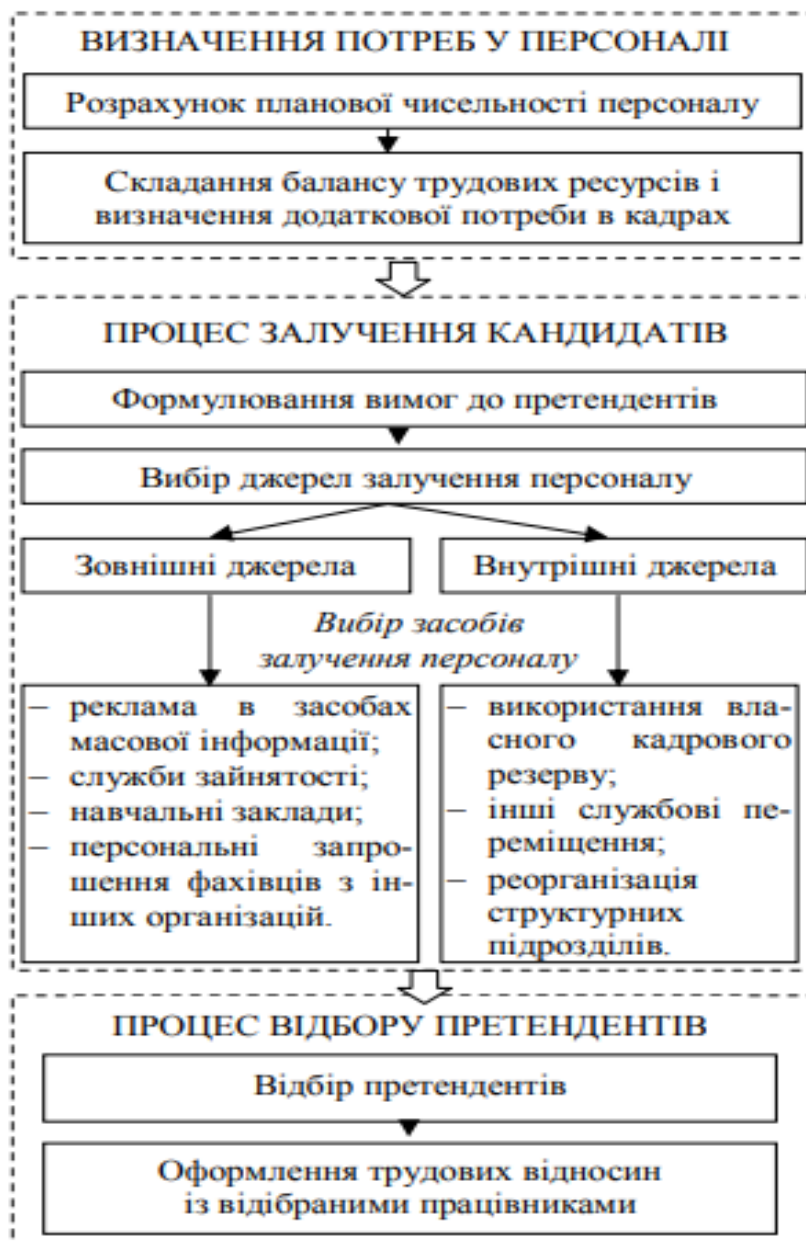 ВИЗНАЧЕННЯ ПОТРЕБ У ПЕРСОНАЛІ
Розрахунок планової чисельності персоналу
Складання балансу трудових ресурсів і
визначення додаткової потреби в кадрах
ПРОЦЕС ЗАЛУЧЕННЯ КАНДИДАТІВ
Формулювання вимог до претендентів
Вибір джерел залучення персоналу
Зовнішні джерела
Внутрішні джерела
Вибір засобів
залучення персоналу
– реклама в засобах
масової інформації;
– служби зайнятості;
– навчальні заклади;
– персональні запро-
шення фахівців з ін-
ших організацій.
– використання вла-
сного кадрового
резерву;
– інші службові пе-
реміщення;
– реорганізація
структурних
підрозділів.
ПРОЦЕС ВІДБОРУ ПРЕТЕНДЕНТІВ
Відбір претендентів
Оформлення трудових відносин
із відібраними працівниками